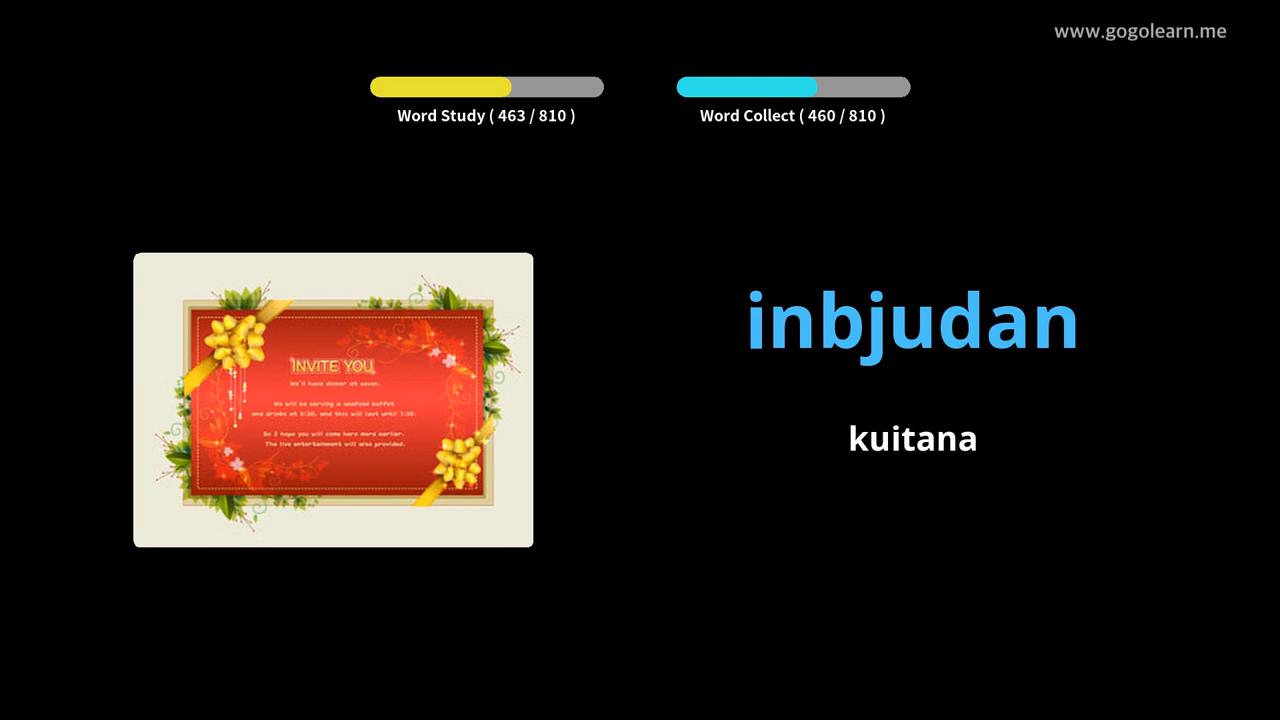 www.gogolearn.me
Word Study ( 463 / 810 )
Word Collect ( 460 / 810 )
INVITE YOU
We'll have dinner at seven.
We will be serving a seafood buffet
and drinks at 6:30, and this will last until 7:30.
So I hope you will come here more earlier.
The live entertainment will also provided.
inbjudan
kuitana